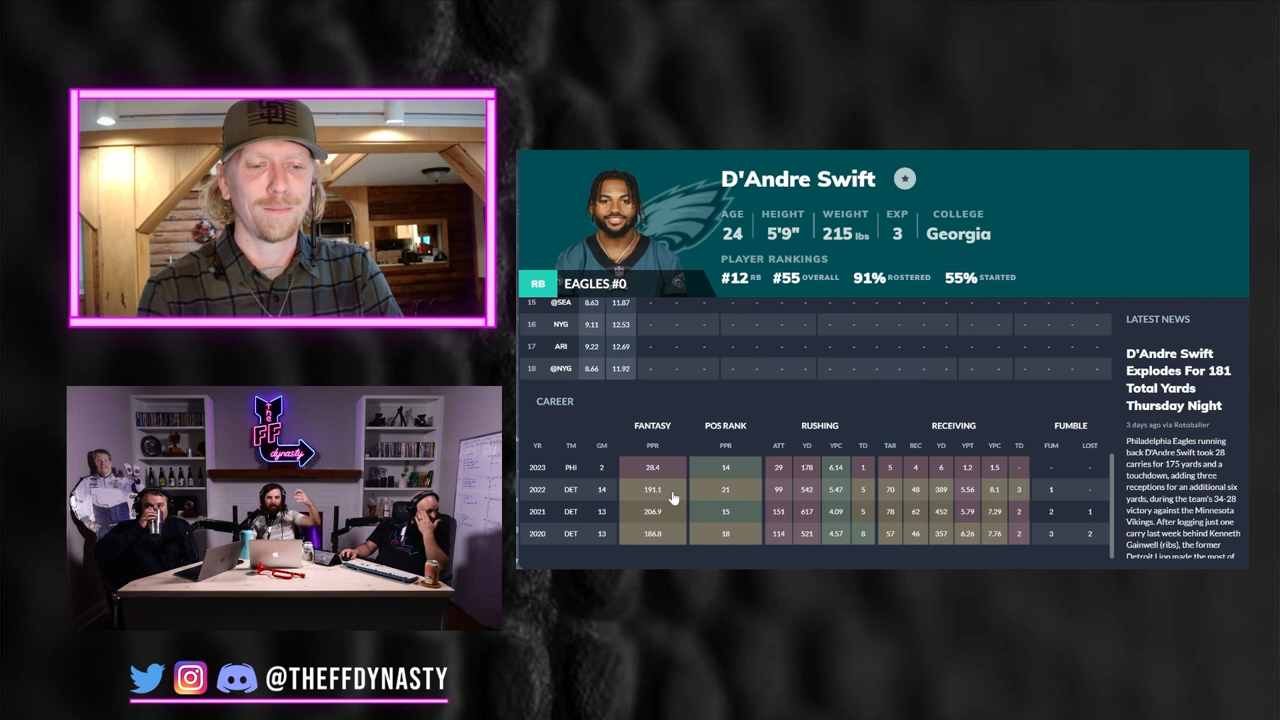 SD
D'Andre Swift
AGE HEIGHT WEIGHT EXP COLLEGE
24 5'9" 215 lbs 3 Georgia
PLAYER RANKINGS
#12 RB #55 OVERALL 91% ROSTERED 55% STARTED
RB EAGLES #0
15 @SEA 8.63 11.87 - - - - - - - - - - - - - - - -
16 NYG 9.11 12.53 - - - - - - - - - - - - - - - -
17 ARI 9.22 12.69 - - - - - - - - - - - - - - - -
18 @NYG 8.66 11.92 - - - - - - - - - - - - - - - -
CAREER
FANTASY POS RANK RUSHING RECEIVING FUMBLE
YR TM GM PPR PPR ATT YD YPC TD TAR REC YD YPT YPC TD FUM LOST
2023 PHI 2 28.4 14 29 178 6.14 1 5 4 6 1.2 1.5 - - -
2022 DET 14 191.1 21 99 542 5.47 5 70 48 389 5.56 8.1 3 1 -
2021 DET 13 206.9 15 151 617 4.09 5 78 62 452 5.79 7.29 2 2 1
2020 DET 13 186.8 18 114 521 4.57 8 57 46 357 6.26 7.76 2 3 2
LATEST NEWS
D'Andre Swift
Explodes For 181
Total Yards
Thursday Night
3 days ago via Rotoballer
Philadelphia Eagles running
back D'Andre Swift took 28
carries for 175 yards and a
touchdown, adding three
receptions for an additional six
yards, during the team's 34-28
victory against the Minnesota
Vikings. After logging just one
carry last week behind Kenneth
Gainwell (ribs), the former
Detroit Lion made the most of
The
FF
dynasty
@THEFFDYNASTY